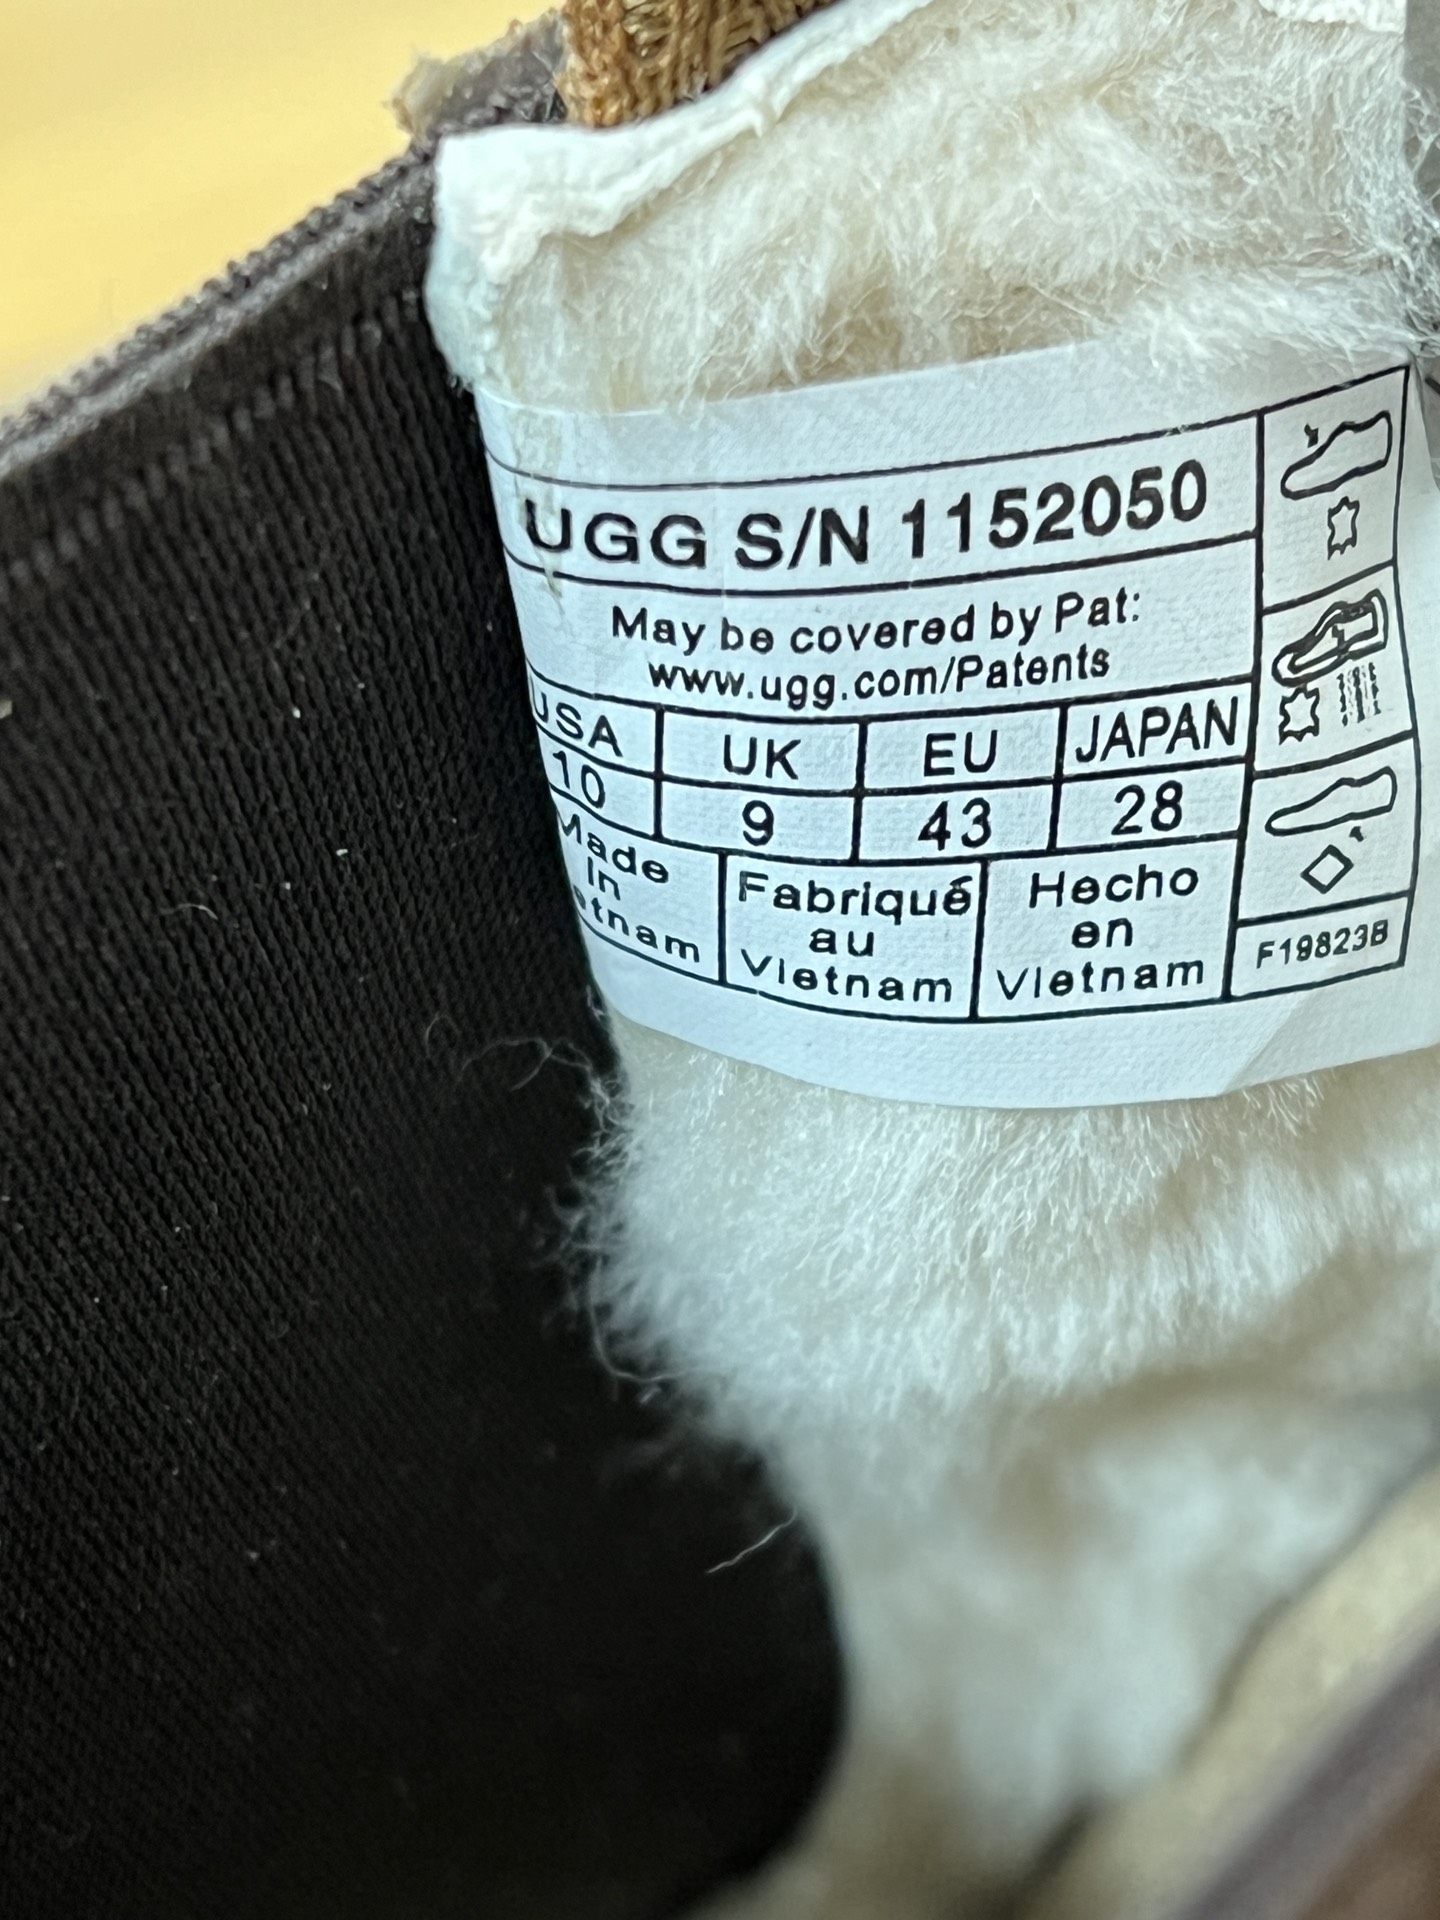 UGG S/N 1152050
May be covered by Pat:
www.ugg.com/Patents
USA UK EU JAPAN
10 9 43 28
Made
In
Fabriqué
au
Vietnam
Hecho
en
Vietnam
F19823B